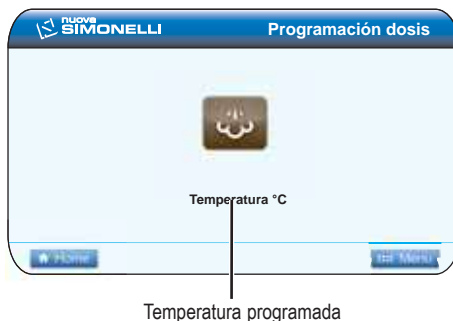 nuova
SIMONELLI
Programación dosis
Temperatura °C
Home
Menu
Temperatura programada